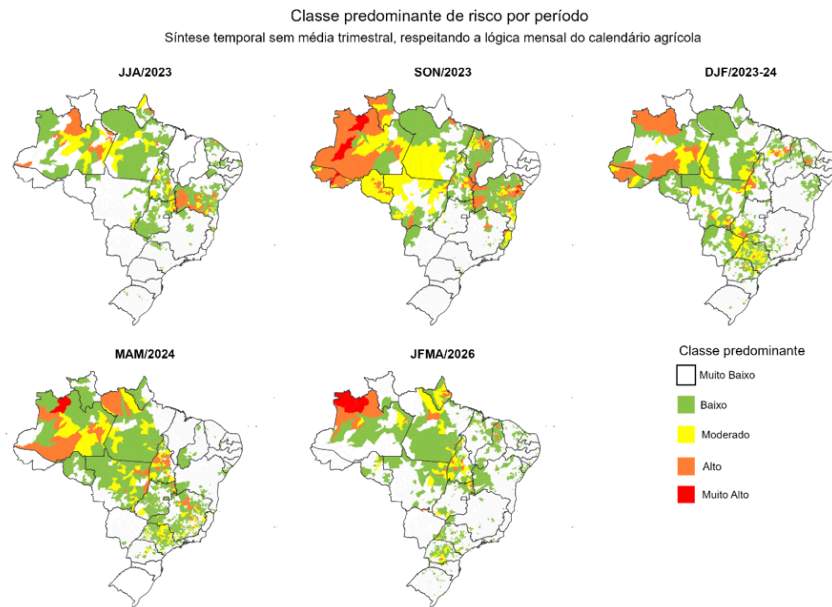 Classe predominante de risco por período
Síntese temporal sem média trimestral, respeitando a lógica mensal do calendário agrícola
JJA/2023
SON/2023
DJF/2023-24
MAM/2024
JFMA/2026
Classe predominante
Muito Baixo
Baixo
Moderado
Alto
Muito Alto